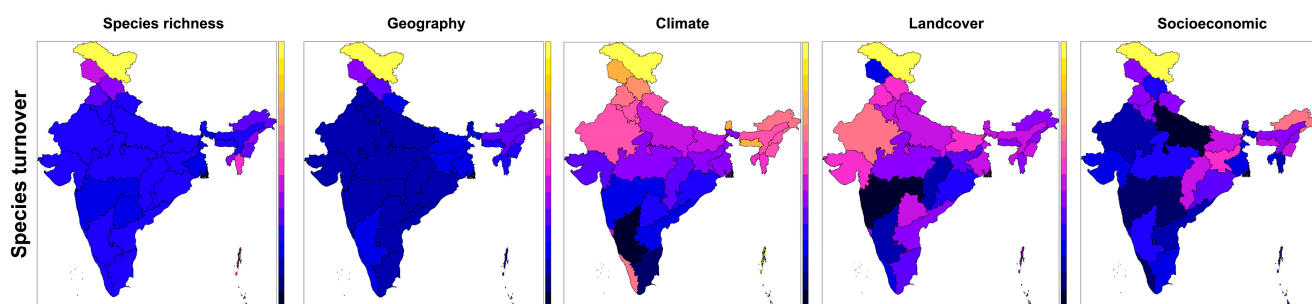 Species richness
Geography
Climate
Landcover
Socioeconomic
Species turnover